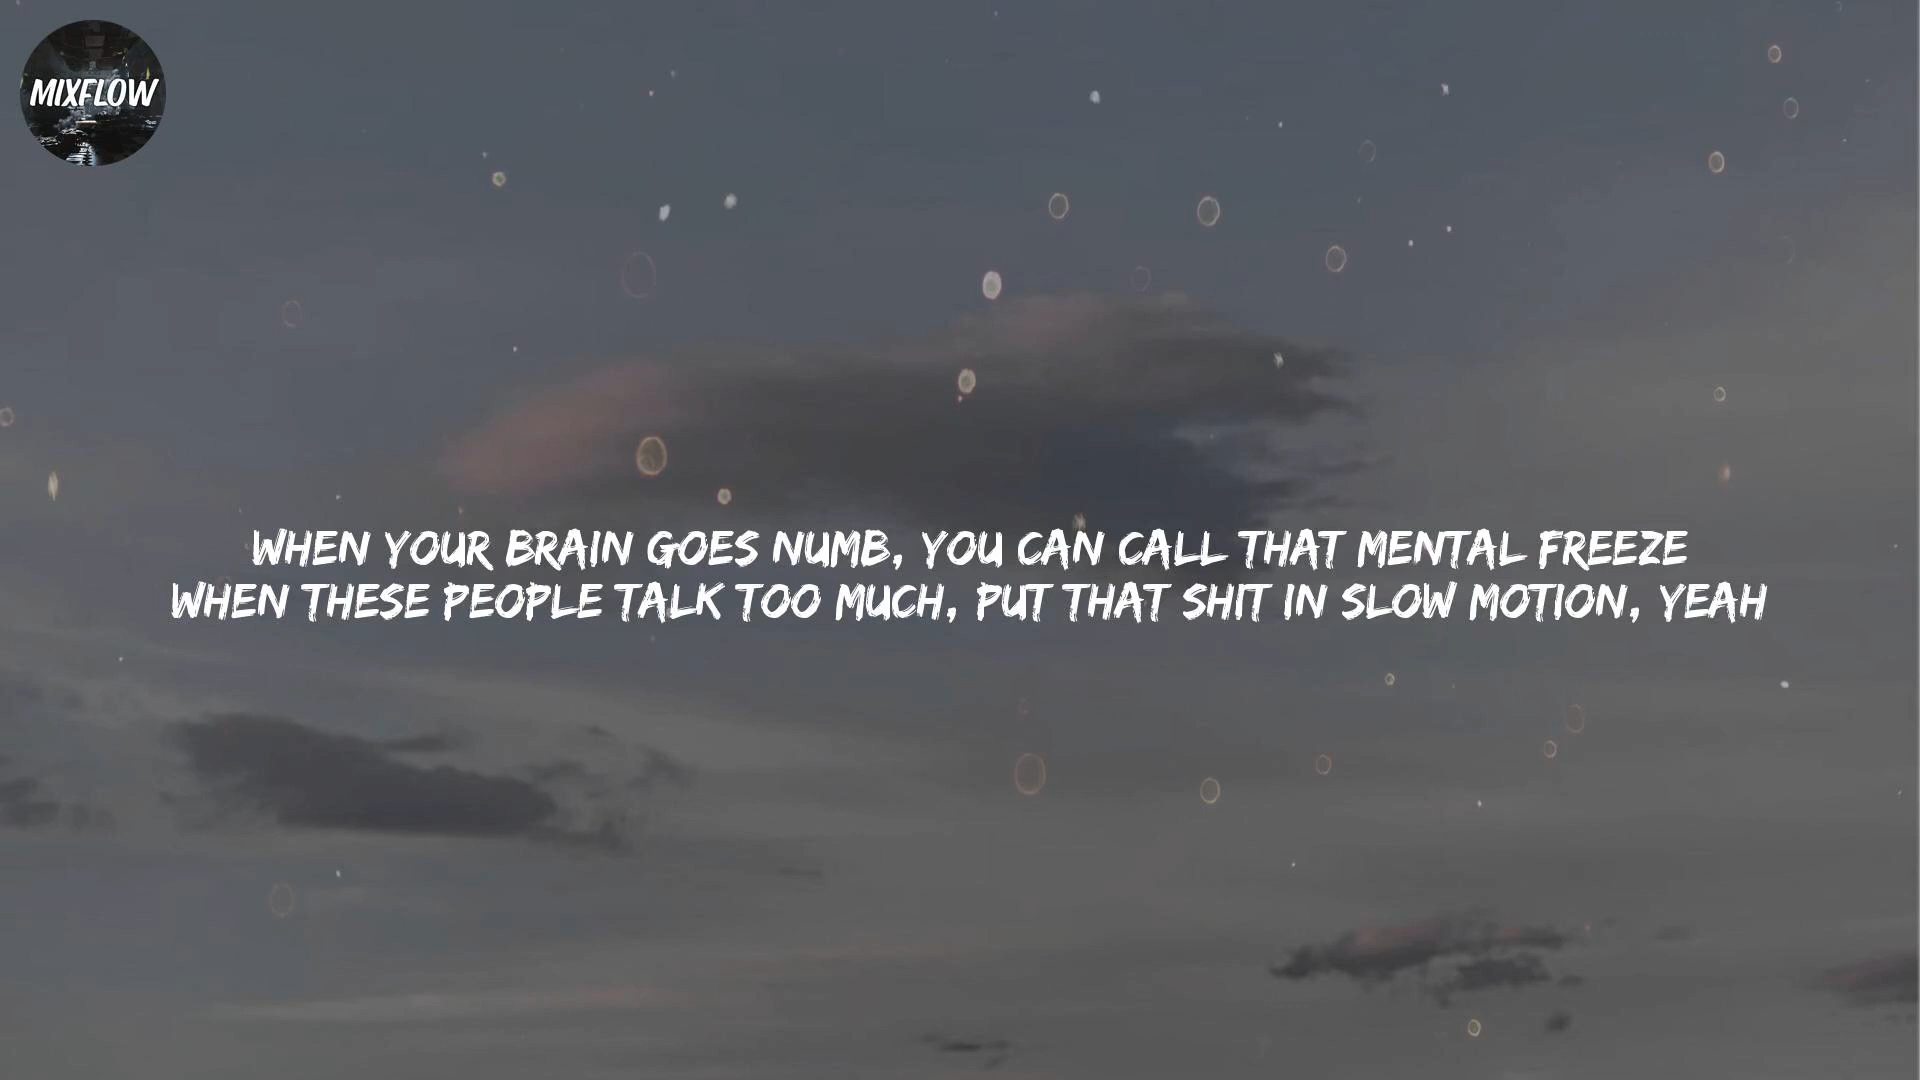 MIXFLOW
WHEN YOUR BRAIN GOES NUMB, YOU CAN CALL THAT MENTAL FREEZE
WHEN THESE PEOPLE TALK TOO MUCH, PUT THAT SHIT IN SLOW MOTION, YEAH